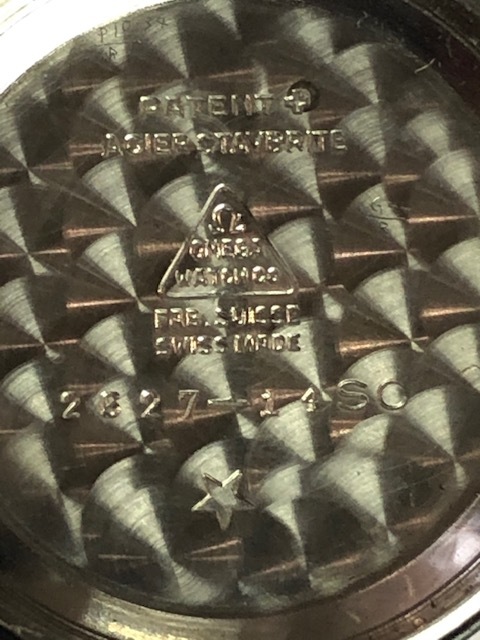 PATENT +
ACIER STAYBRITE
Ω
OMEGA
WATCH CO
FAB. SUISSE
SWISS MADE
2827-14 SC